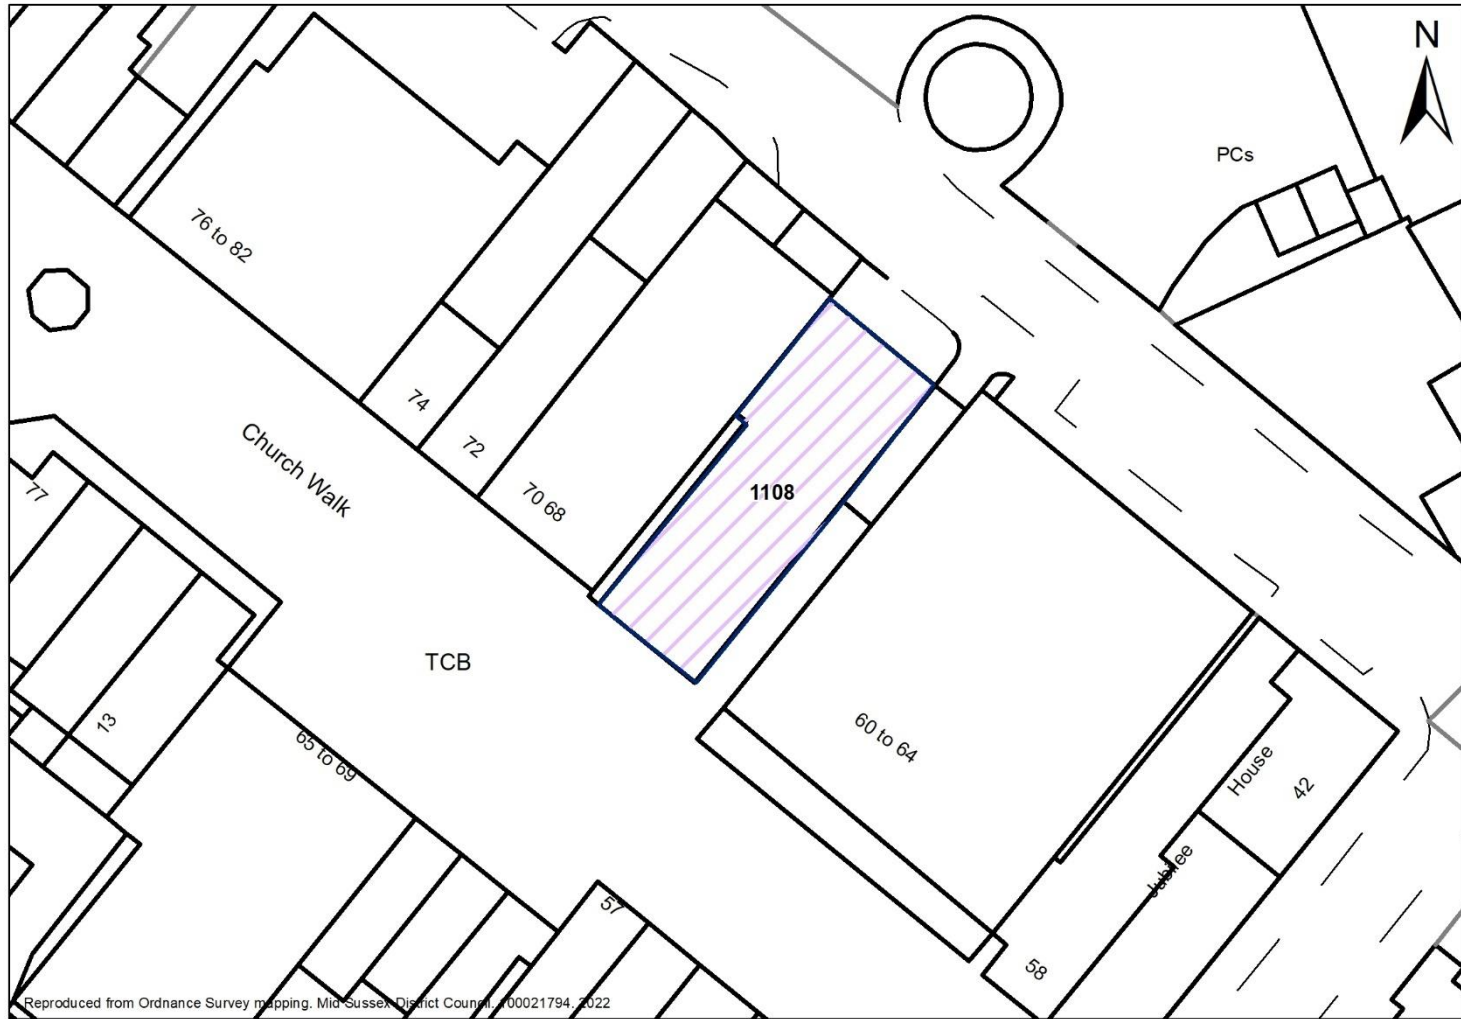 N
PCs
76 to 82
74
72
70 68
Church Walk
77
1108
TCB
13
65 to 69
60 to 64
House
42
Jubilee
57
58
Reproduced from Ordnance Survey mapping. Mid Sussex District Council. 100021794. 2022